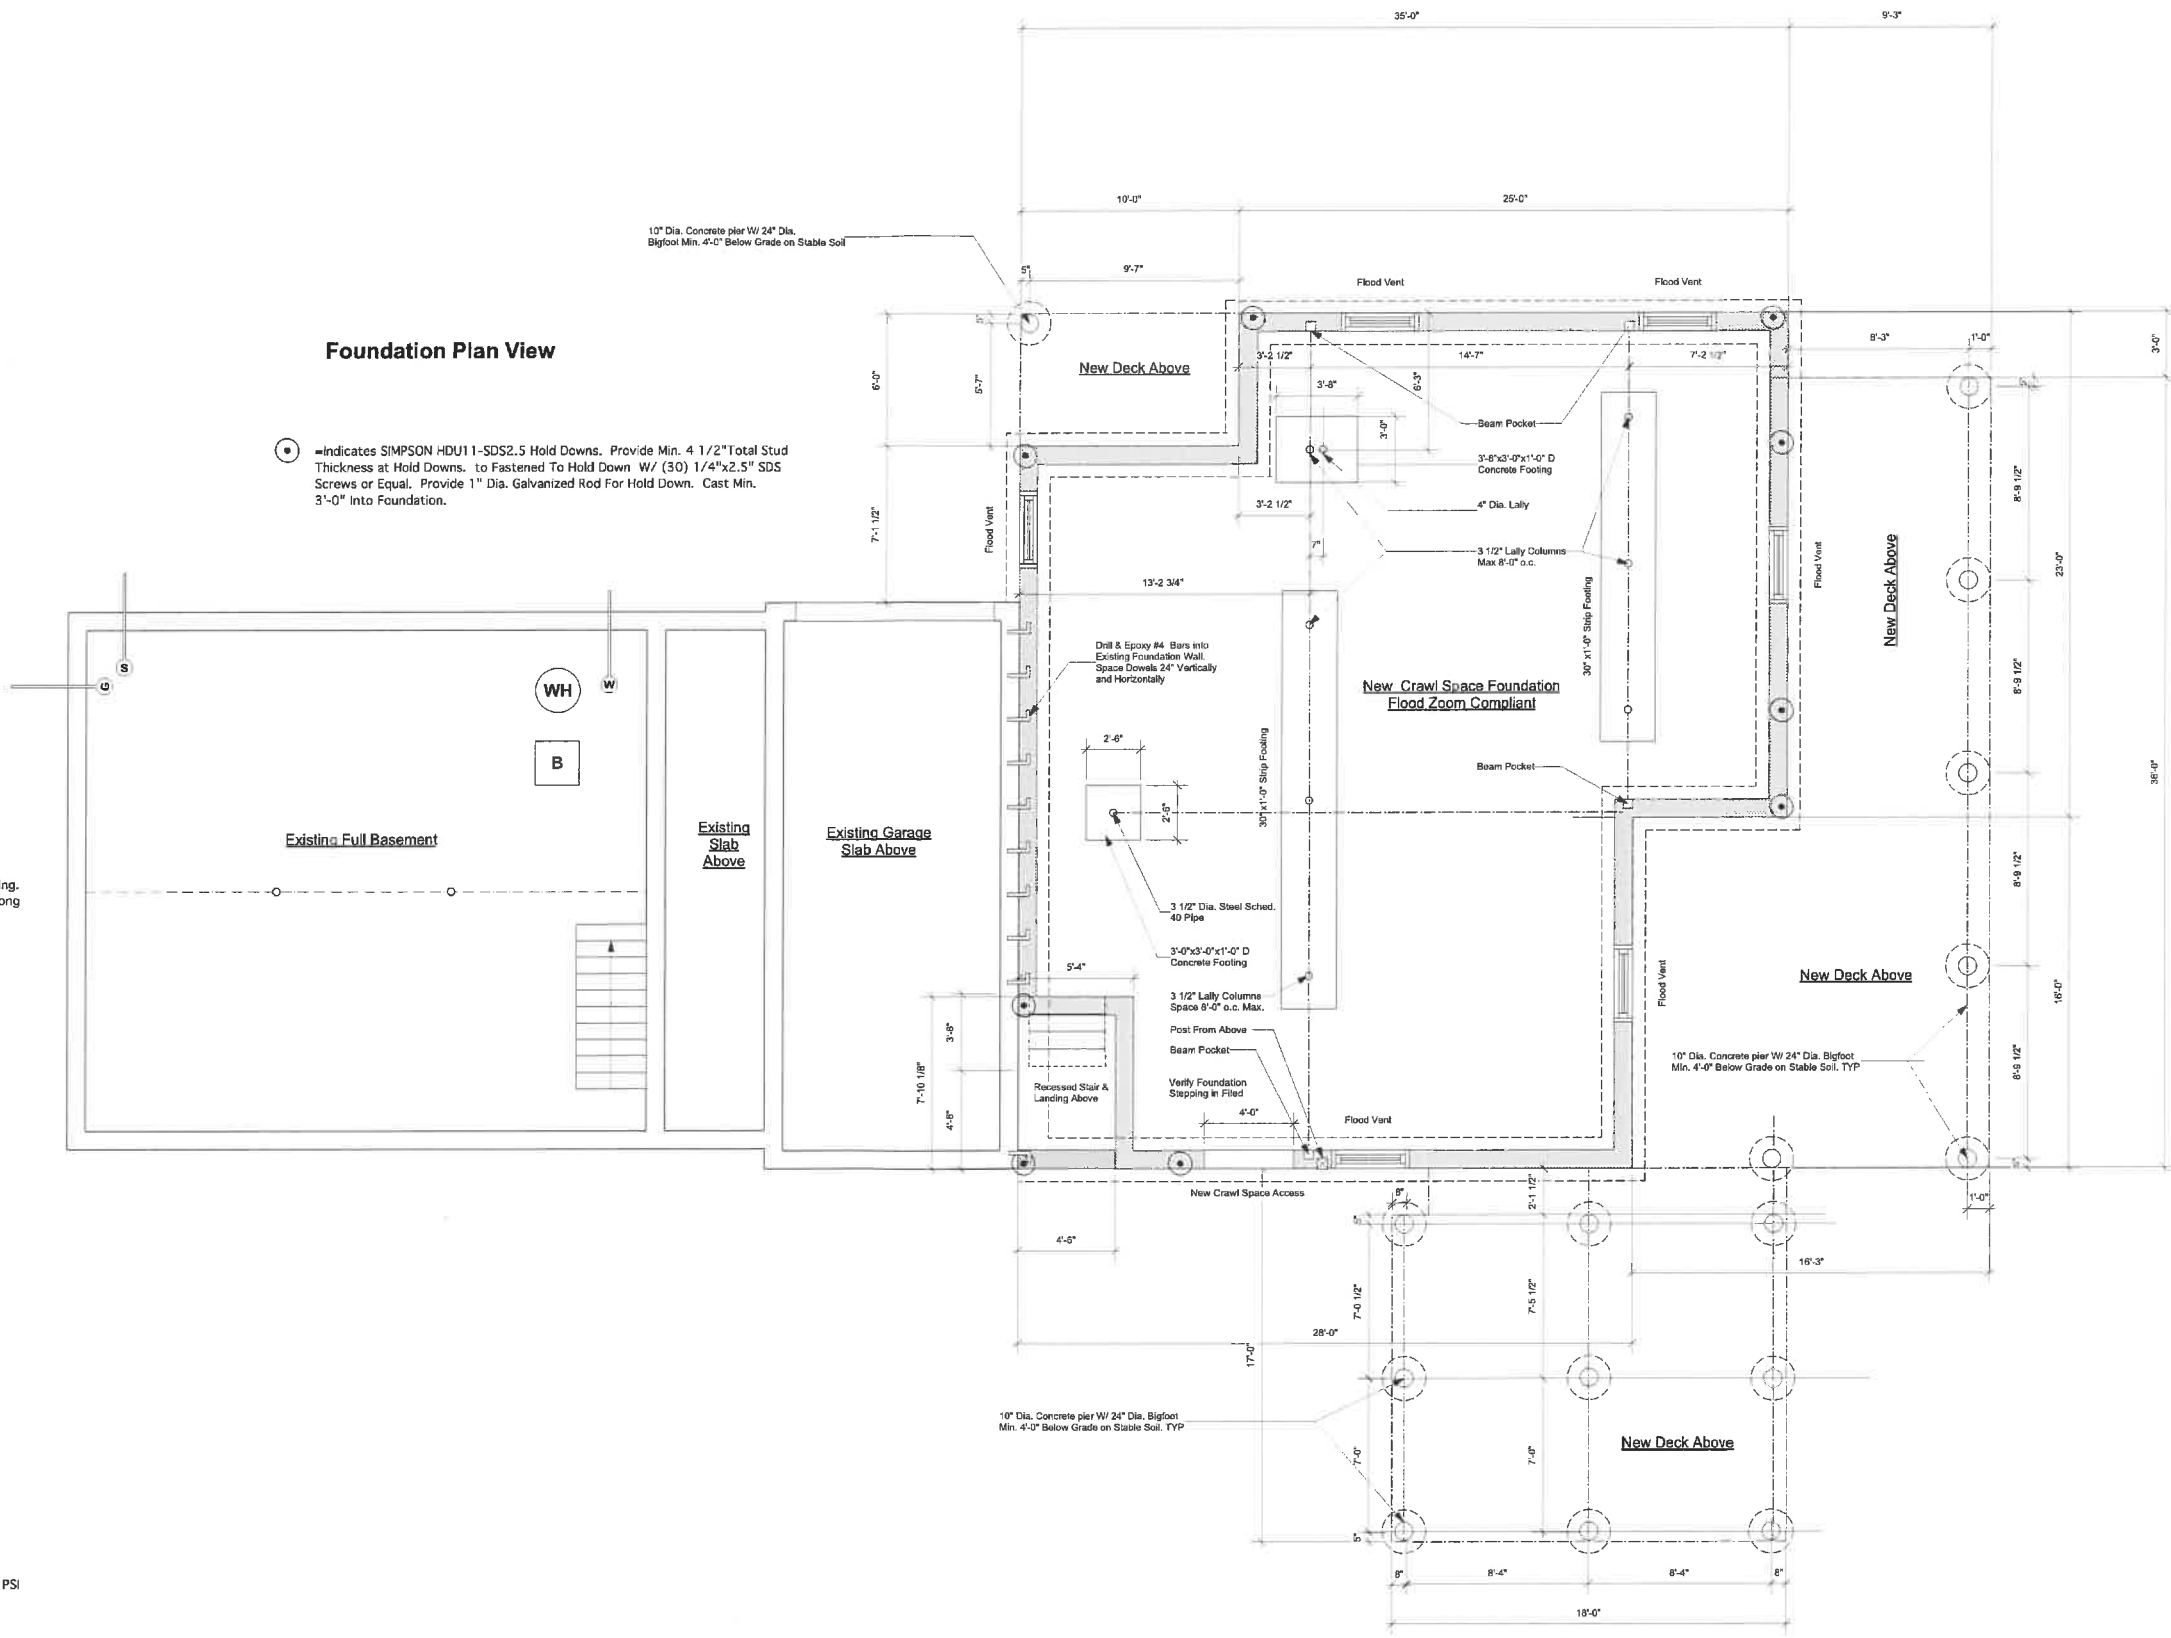 35'-0"
9'-3"
10'-0"
25'-0"
10" Dia. Concrete pier W/ 24" Dia.
Bigfoot Min. 4'-0" Below Grade on Stable Soil
5"
9'-7"
Flood Vent
Flood Vent
5"
8'-3"
1'-0"
3'-0"
Foundation Plan View
New Deck Above
3'-2 1/2"
14'-7"
7'-2 1/2"
6'-0"
5'-7"
3'-8"
6'-3"
5"
Beam Pocket
3'-0"
=Indicates SIMPSON HDU11-SDS2.5 Hold Downs. Provide Min. 4 1/2"Total Stud
Thickness at Hold Downs. to Fastened To Hold Down W/ (30) 1/4"x2.5" SDS
Screws or Equal. Provide 1" Dia. Galvanized Rod For Hold Down. Cast Min.
3'-0" Into Foundation.
3'-8"x3'-0"x1'-0" D
Concrete Footing
8'-9 1/2"
3'-2 1/2"
4" Dia. Lally
7'-1 1/2"
Flood Vent
7"
3 1/2" Lally Columns
Max 8'-0" o.c.
Flood Vent
New Deck Above
23'-0"
13'-2 3/4"
30" x1'-0" Strip Footing
Drill & Epoxy #4 Bars into
Existing Foundation Wall.
Space Dowels 24" Vertically
and Horizontally
S
G
WH
W
New Crawl Space Foundation
Flood Zoom Compliant
8'-9 1/2"
2'-6"
30" x1'-0" Strip Footing
B
Beam Pocket
38'-0"
2'-6"
Existing Full Basement
Existing
Slab
Above
Existing Garage
Slab Above
8'-9 1/2"
ing.
ong
3 1/2" Dia. Steel Sched.
40 Pipe
3'-0"x3'-0"x1'-0" D
Concrete Footing
5'-4"
Flood Vent
New Deck Above
16'-0"
3 1/2" Lally Columns
Space 8'-0" o.c. Max.
3'-8"
Post From Above
Beam Pocket
7'-10 1/8"
8'-9 1/2"
10" Dia. Concrete pier W/ 24" Dia. Bigfoot
Min. 4'-0" Below Grade on Stable Soil. TYP
Recessed Stair &
Landing Above
Verify Foundation
Stepping in Filed
4'-8"
4'-0"
Flood Vent
5"
New Crawl Space Access
8"
2'-1 1/2"
1'-0"
5"
4'-6"
16'-3"
7'-0 1/2"
7'-5 1/2"
28'-0"
17'-0"
10" Dia. Concrete pier W/ 24" Dia. Bigfoot
Min. 4'-0" Below Grade on Stable Soil. TYP
7'-0"
7'-0"
New Deck Above
5"
8"
8'-4"
8'-4"
8"
PSI
18'-0"